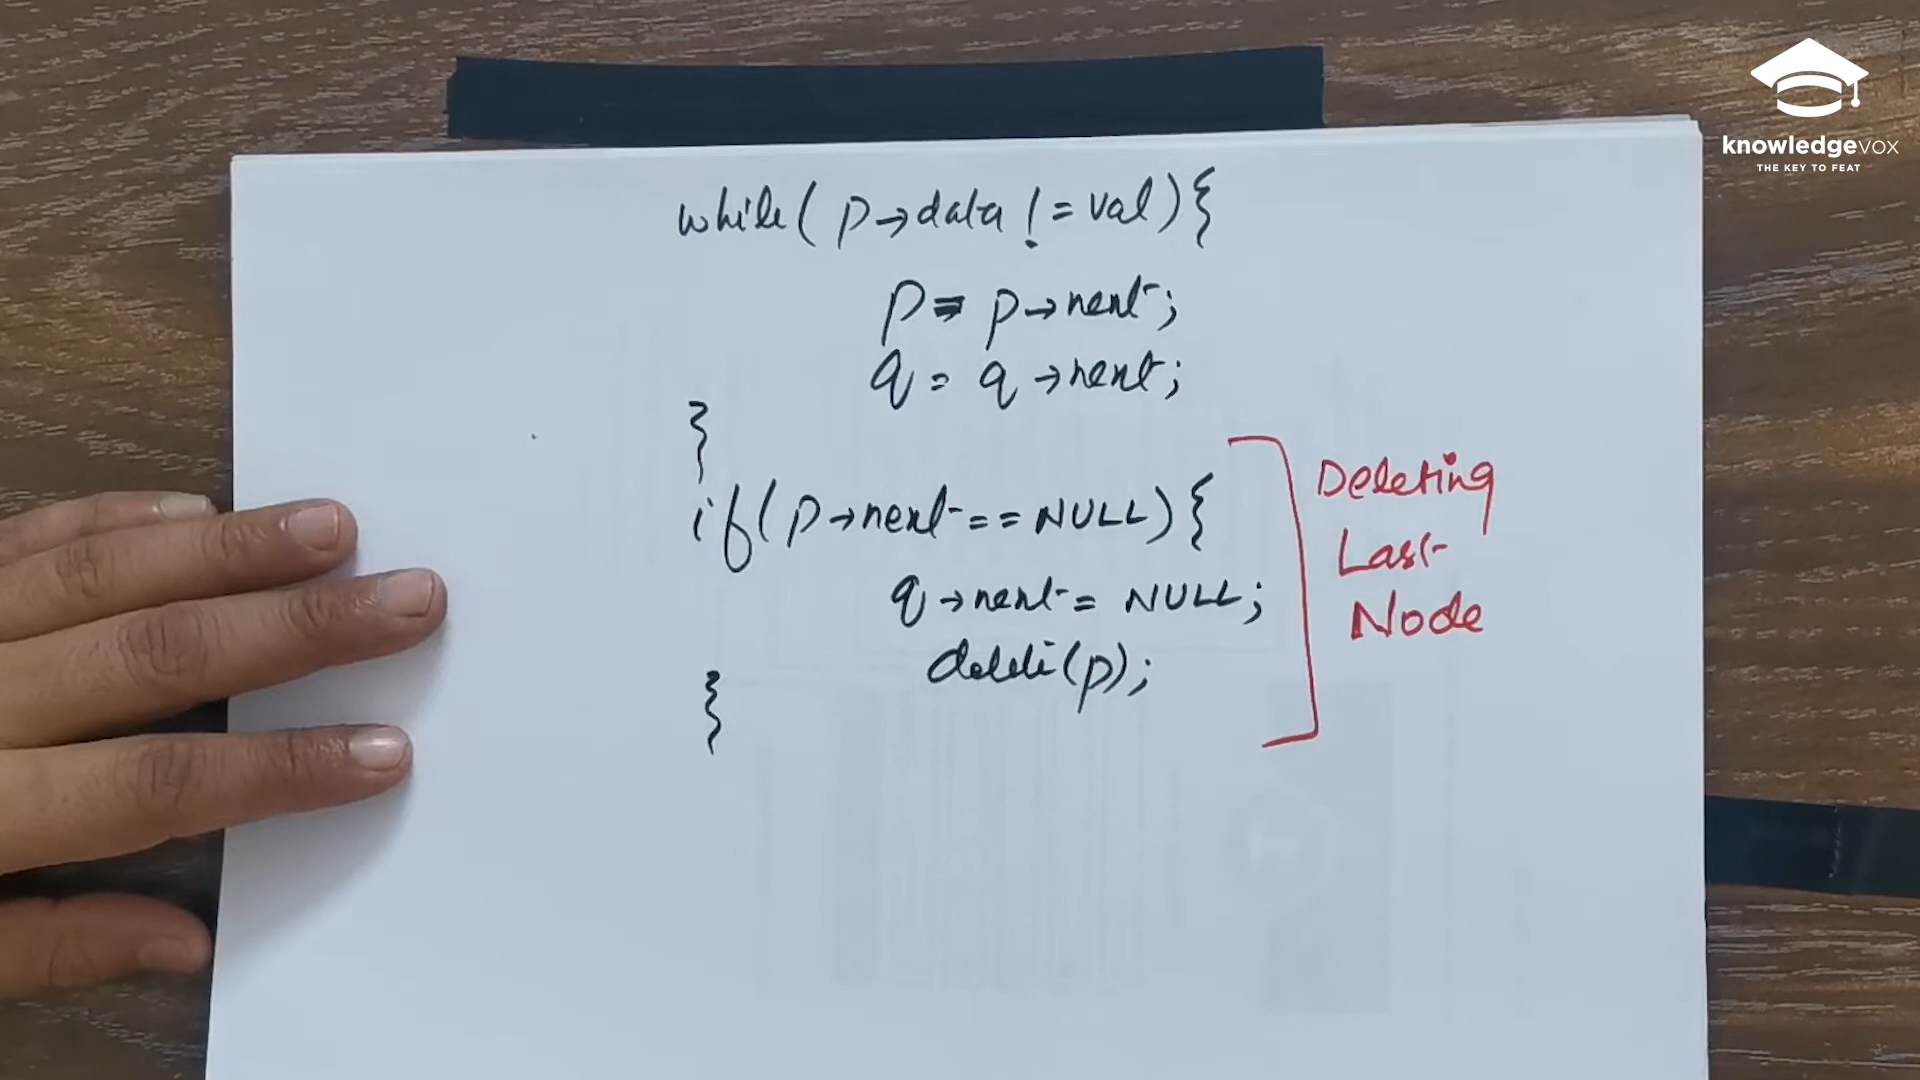 while(p→data != val){
p = p→next;
q = q→next;
}
if(p→next == NULL){
q→next = NULL;
delete(p);
}
Deleting
Last
Node
knowledgevox
THE KEY TO FEAT